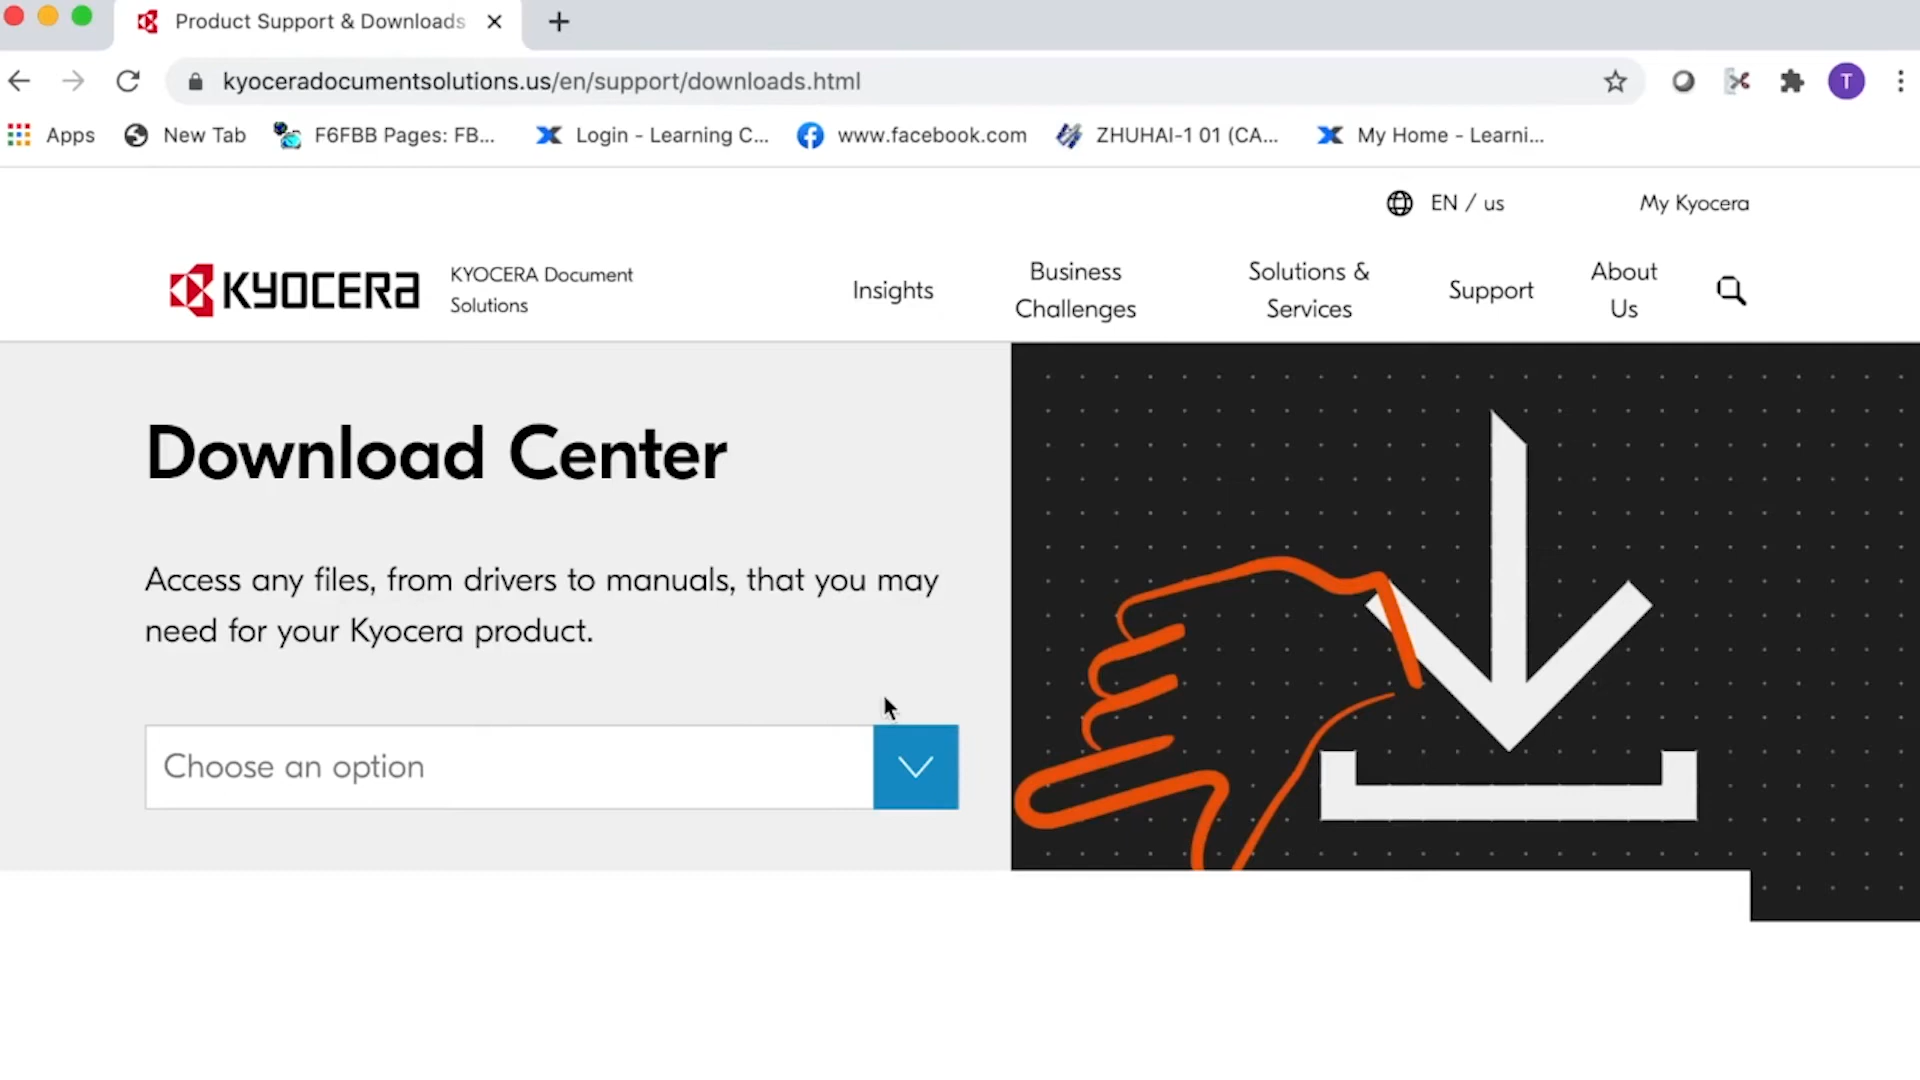 Product Support & Downloads
kyoceradocumentsolutions.us/en/support/downloads.html
T
Apps
New Tab
F6FBB Pages: FB...
Login - Learning C...
www.facebook.com
ZHUHAI-1 01 (CA...
My Home - Learni...
EN / us
My Kyocera
KYOCERA
KYOCERA Document
Solutions
Insights
Business
Challenges
Solutions &
Services
Support
About
Us
Download Center
Access any files, from drivers to manuals, that you may
need for your Kyocera product.
Choose an option